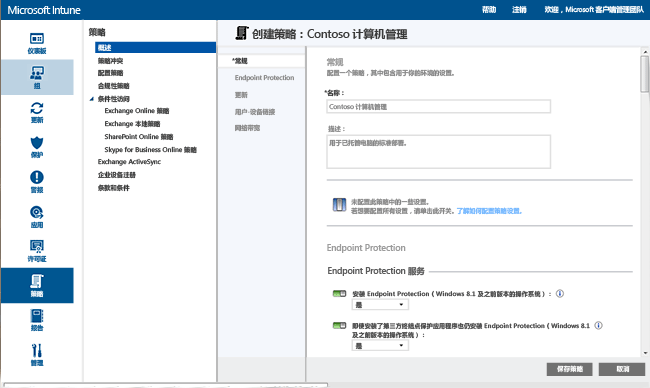 Microsoft Intune
帮助
注销
欢迎，Microsoft 客户端管理团队
仪表板
组
更新
保护
警报
应用
许可证
策略
报告
管理
策略
概述
策略冲突
配置策略
合规性策略
条件性访问
Exchange Online 策略
Exchange 本地策略
SharePoint Online 策略
Skype for Business Online 策略
Exchange ActiveSync
企业设备注册
条款和条件
创建策略：Contoso 计算机管理
*常规
Endpoint Protection
更新
用户-设备链接
网络带宽
常规
配置一个策略，其中包含用于你的环境的设置。
*名称：
Contoso 计算机管理
描述：
用于已托管电脑的标准部署。
未配置此策略中的一些设置。
若想要配置所有设置，请单击此开关。了解如何配置策略设置。
Endpoint Protection
Endpoint Protection 服务
安装 Endpoint Protection（Windows 8.1 及之前版本的操作系统）：
是
即使安装了第三方终结点保护应用程序也仍安装 Endpoint Protection（Windows 8.1
及之前版本的操作系统）：
是
保存策略
取消